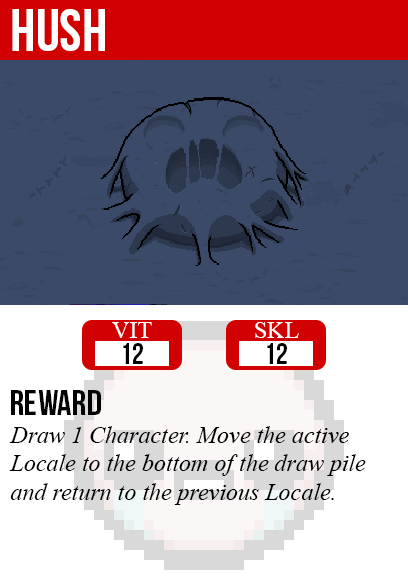 HUSH
VIT
SKL
12
12
REWARD
Draw 1 Character. Move the active
Locale to the bottom of the draw pile
and return to the previous Locale.